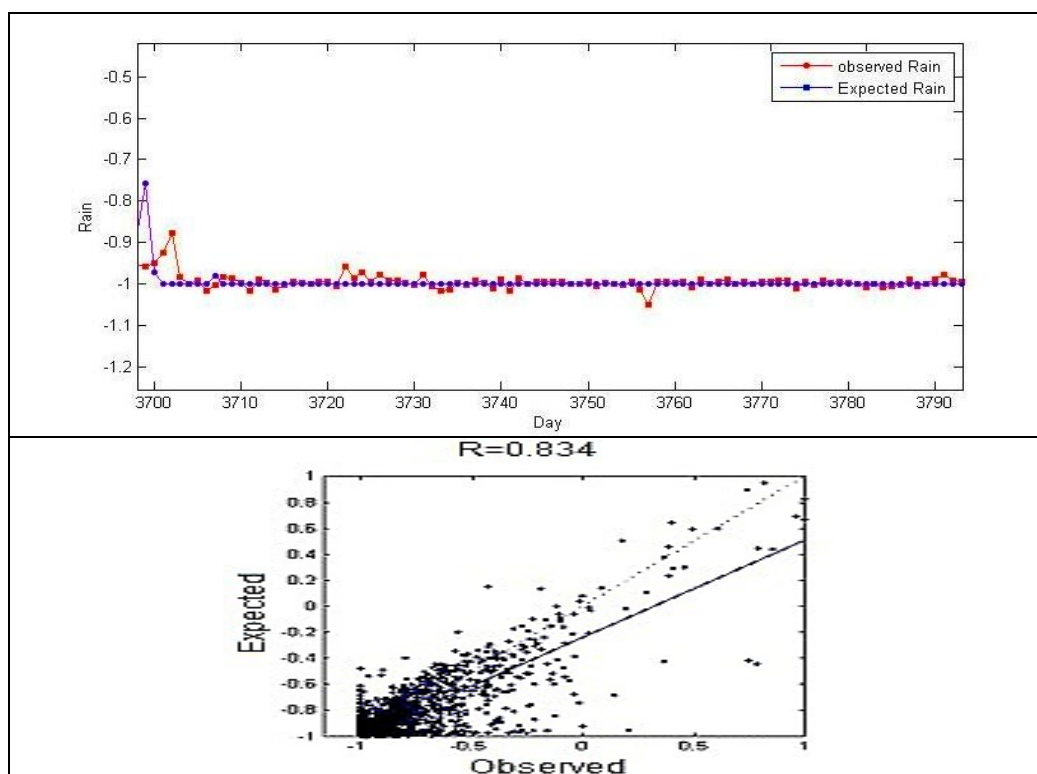 -0.5
-0.6
-0.7
-0.8
-0.9
-1
-1.1
-1.2
Rain
observed Rain
Expected Rain
3700 3710 3720 3730 3740 3750 3760 3770 3780 3790
Day
R=0.834
1
0.8
0.6
0.4
0.2
0
-0.2
-0.4
-0.6
-0.8
-1
Expected
-1 -0.5 0 0.5 1
Observed